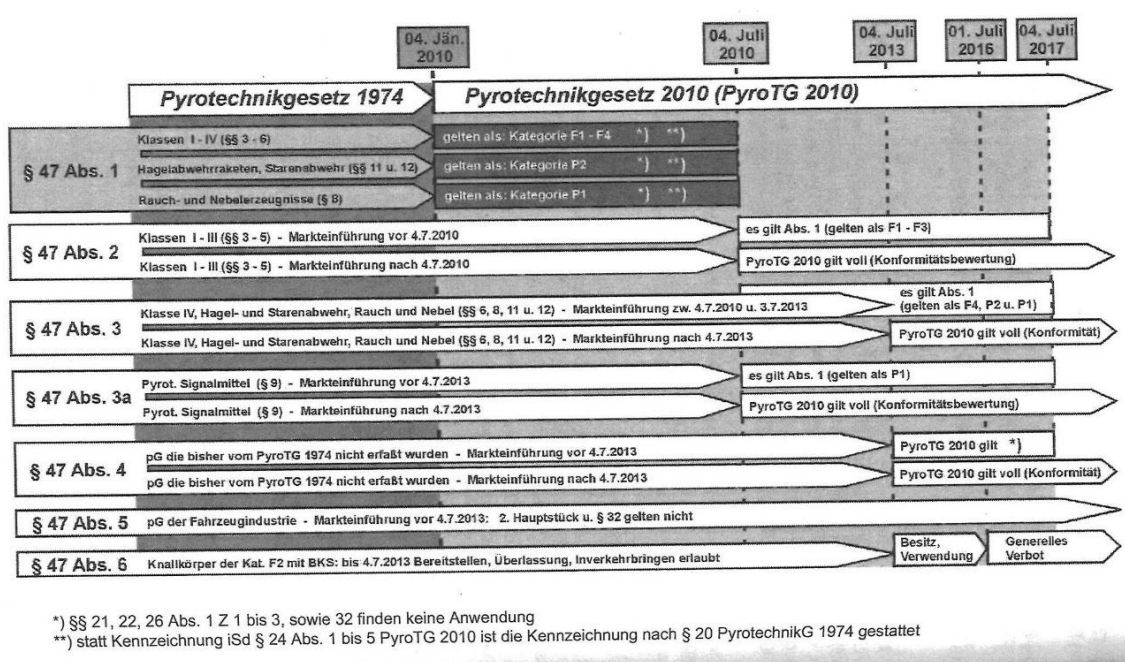 04. Jän. 2010
04. Juli 2010
04. Juli 2013
01. Juli 2016
04. Juli 2017
Pyrotechnikgesetz 1974
Pyrotechnikgesetz 2010 (PyroTG 2010)
§ 47 Abs. 1
Klassen I - IV (§§ 3 - 6)
gelten als: Kategorie F1 - F4 *) **)
Hagelabwehrraketen, Starenabwehr (§§ 11 u. 12)
gelten als: Kategorie P2 *) **)
Rauch- und Nebelerzeugnisse (§ 8)
gelten als: Kategorie P1 *) **)
§ 47 Abs. 2
Klassen I - III (§§ 3 - 5) - Markteinführung vor 4.7.2010
es gilt Abs. 1 (gelten als F1 - F3)
Klassen I - III (§§ 3 - 5) - Markteinführung nach 4.7.2010
PyroTG 2010 gilt voll (Konformitätsbewertung)
§ 47 Abs. 3
Klasse IV, Hagel- und Starenabwehr, Rauch und Nebel (§§ 6, 8, 11 u. 12) - Markteinführung zw. 4.7.2010 u. 3.7.2013
es gilt Abs. 1
(gelten als F4, P2 u. P1)
Klasse IV, Hagel- und Starenabwehr, Rauch und Nebel (§§ 6, 8, 11 u. 12) - Markteinführung nach 4.7.2013
PyroTG 2010 gilt voll (Konformität)
§ 47 Abs. 3a
Pyrot. Signalmittel (§ 9) - Markteinführung vor 4.7.2013
es gilt Abs. 1 (gelten als P1)
Pyrot. Signalmittel (§ 9) - Markteinführung nach 4.7.2013
PyroTG 2010 gilt voll (Konformitätsbewertung)
§ 47 Abs. 4
pG die bisher vom PyroTG 1974 nicht erfaßt wurden - Markteinführung vor 4.7.2013
PyroTG 2010 gilt *)
pG die bisher vom PyroTG 1974 nicht erfaßt wurden - Markteinführung nach 4.7.2013
PyroTG 2010 gilt voll (Konformität)
§ 47 Abs. 5
pG der Fahrzeugindustrie - Markteinführung vor 4.7.2013: 2. Hauptstück u. § 32 gelten nicht
§ 47 Abs. 6
Knallkörper der Kat. F2 mit BKS: bis 4.7.2013 Bereitstellen, Überlassung, Inverkehrbringen erlaubt
Besitz,
Verwendung
Generelles
Verbot
*) §§ 21, 22, 26 Abs. 1 Z 1 bis 3, sowie 32 finden keine Anwendung
**) statt Kennzeichnung iSd § 24 Abs. 1 bis 5 PyroTG 2010 ist die Kennzeichnung nach § 20 PyrotechnikG 1974 gestattet